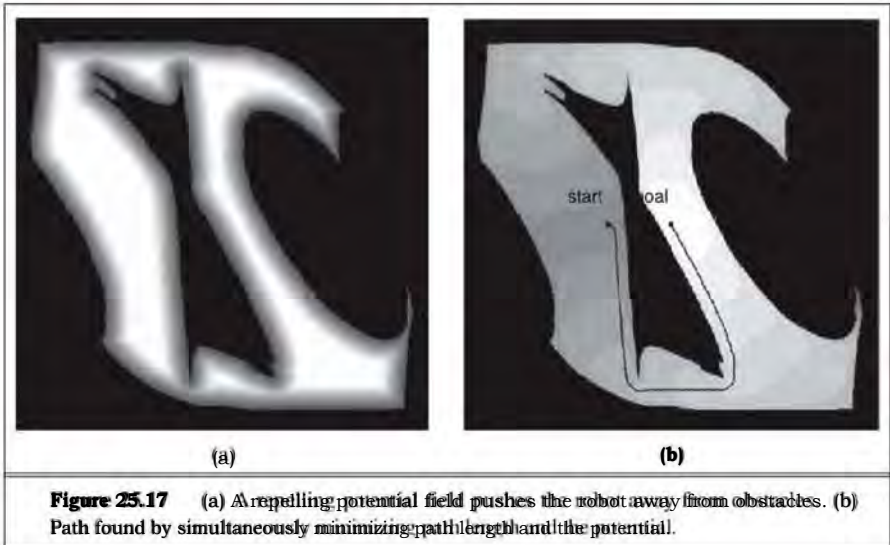 start oal
(a) (b)
Figure 25.17 (a) A repelling potential field pushes the robot away from obstacles. (b)
Path found by simultaneously minimizing path length and the potential.